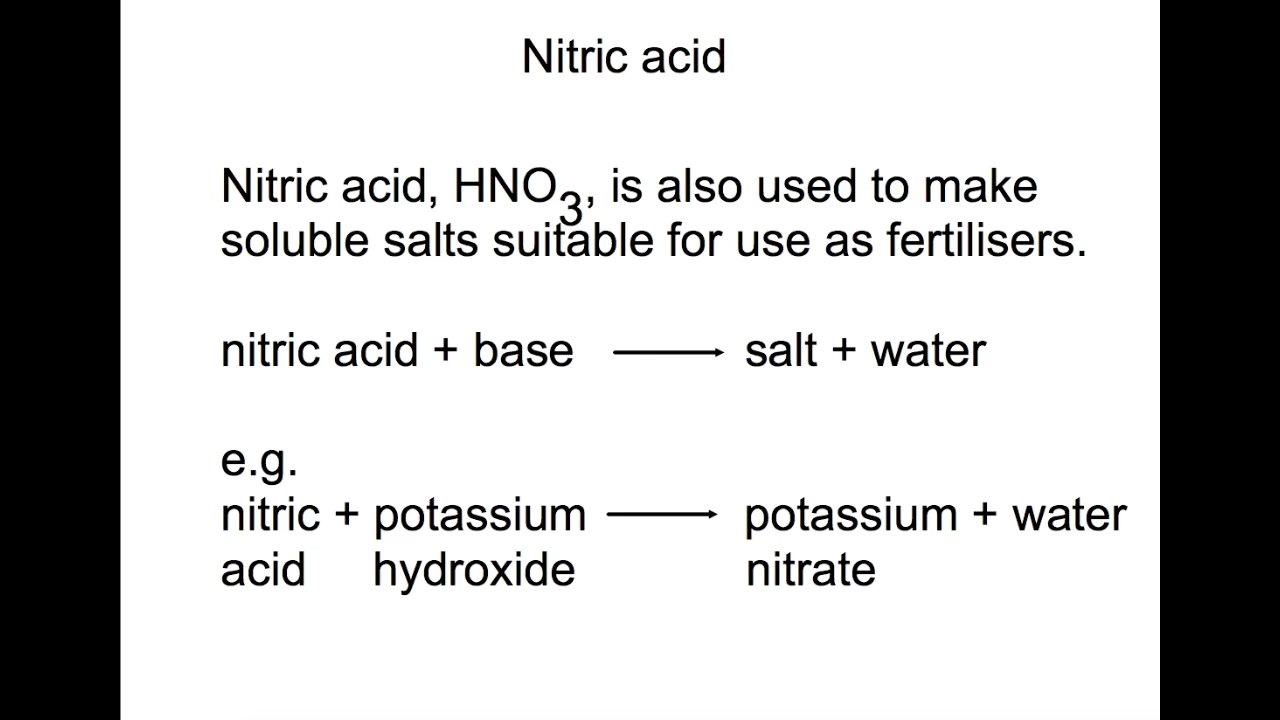 Nitric acid
Nitric acid, HNO₃, is also used to make
soluble salts suitable for use as fertilisers.
nitric acid + base ⟶ salt + water
e.g.
nitric + potassium ⟶ potassium + water
acid hydroxide nitrate